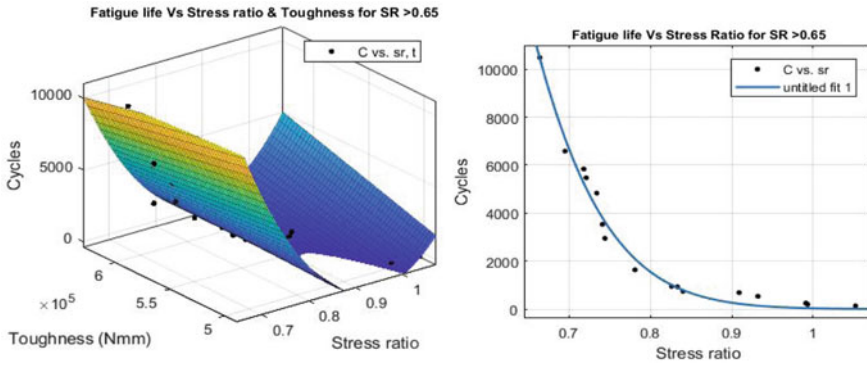 Fatigue life Vs Stress ratio & Toughness for SR >0.65
C vs. sr, t
10000
5000
0
Cycles
6
5.5
5
× 10⁵
Toughness (Nmm)
0.7
0.8
0.9
1
Stress ratio
Fatigue life Vs Stress Ratio for SR >0.65
C vs. sr
untitled fit 1
10000
8000
6000
4000
2000
0
Cycles
0.7
0.8
0.9
1
Stress ratio